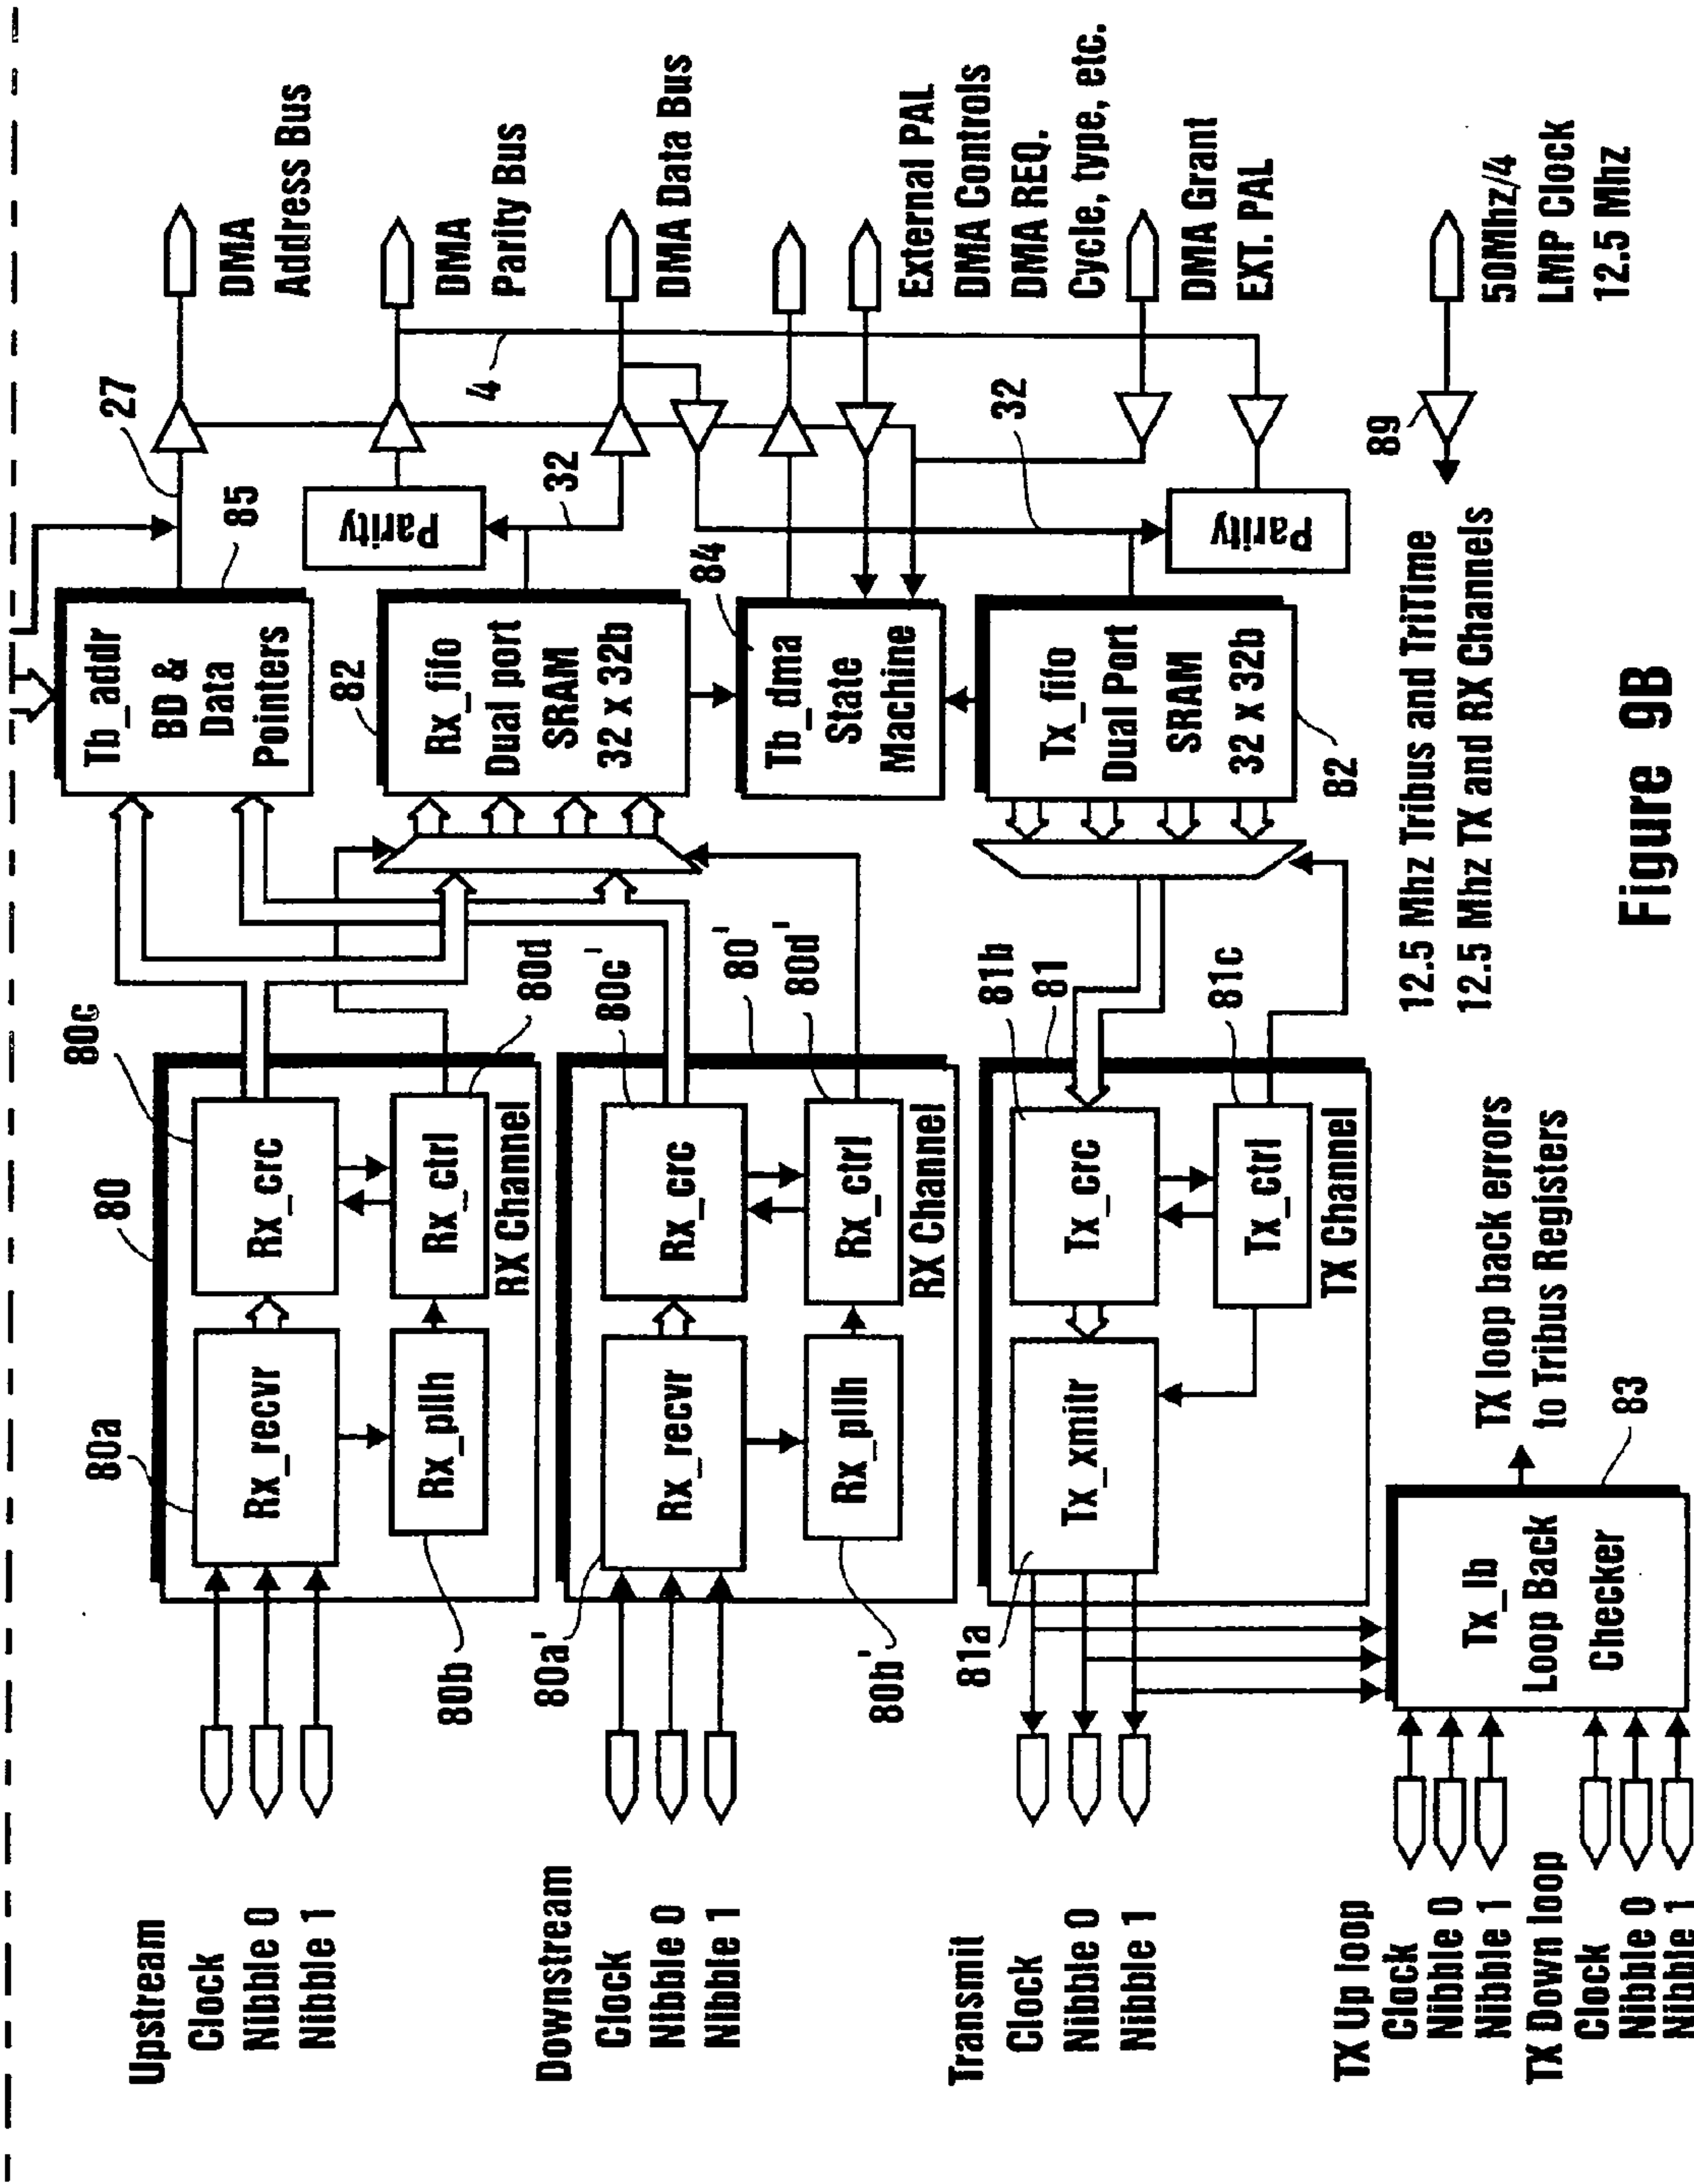 Upstream
Clock
Nibble 0
Nibble 1
Downstream
Clock
Nibble 0
Nibble 1
Transmit
Clock
Nibble 0
Nibble 1
TX Up loop
Clock
Nibble 0
Nibble 1
TX Down loop
Clock
Nibble 0
Nibble 1
80
80a
Rx_recvr
80b
Rx_pllh
80c
Rx_crc
80d
Rx_ctrl
RX Channel
80'
80a'
Rx_recvr
80b'
Rx_pllh
80c'
Rx_crc
80d'
Rx_ctrl
RX Channel
81
81a
Tx_xmitr
81b
Tx_crc
81c
Tx_ctrl
TX Channel
Tx_lb
Loop Back
Checker
83
TX loop back errors
to Tribus Registers
Tb_addr
BD &
Data
Pointers
85
27
82
Rx_fifo
Dual port
SRAM
32 x 32b
Parity
32
4
84
Tb_dma
State
Machine
Tx_fifo
Dual Port
SRAM
32 x 32b
82
32
Parity
DMA
Address Bus
DMA
Parity Bus
DMA Data Bus
External PAL
DMA Controls
DMA REQ.
Cycle, type, etc.
DMA Grant
EXT. PAL
89
50Mhz/4
LMP Clock
12.5 Mhz
12.5 Mhz Tribus and TriTime
12.5 Mhz TX and RX Channels
Figure 9B